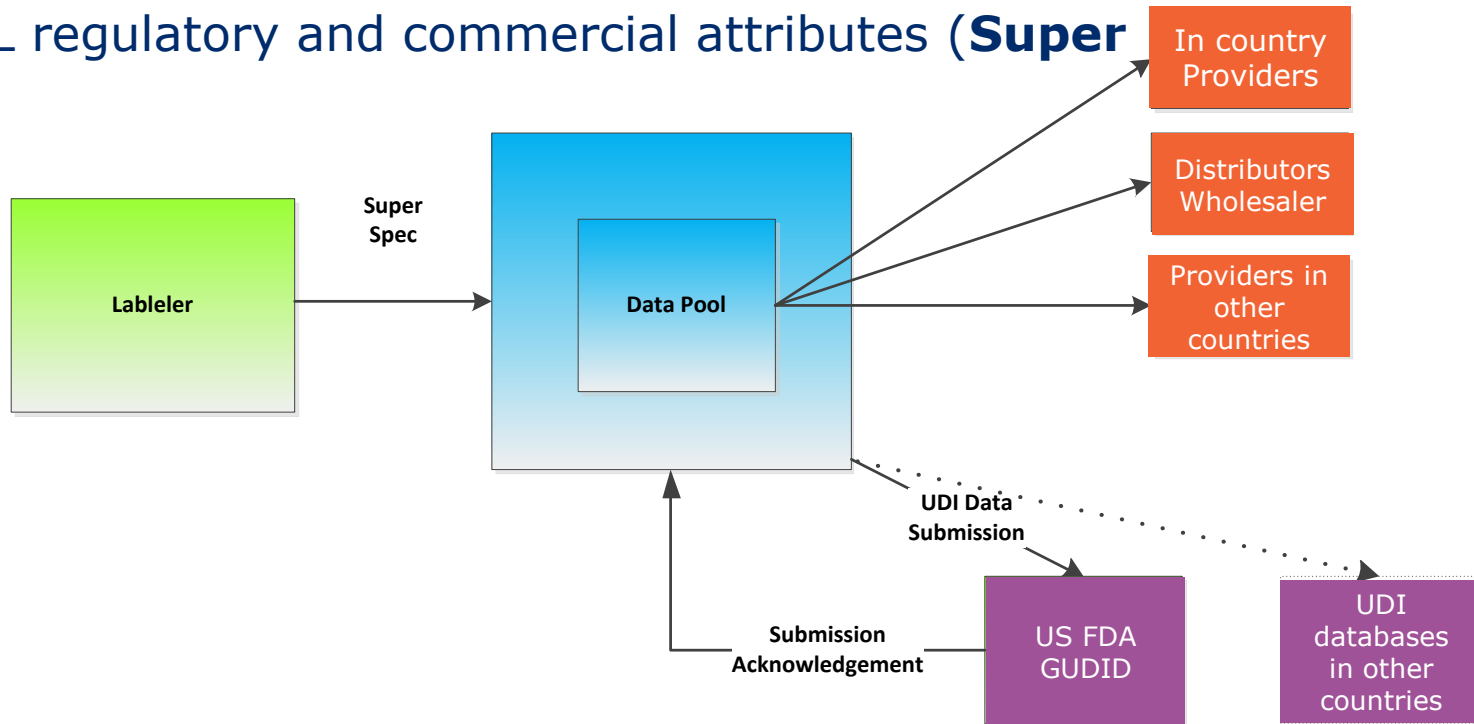 regulatory and commercial attributes (Super
In country
Providers
Distributors
Wholesaler
Providers in
other
countries
Super
Spec
Lableler
Data Pool
UDI Data
Submission
Submission
Acknowledgement
US FDA
GUDID
UDI
databases
in other
countries